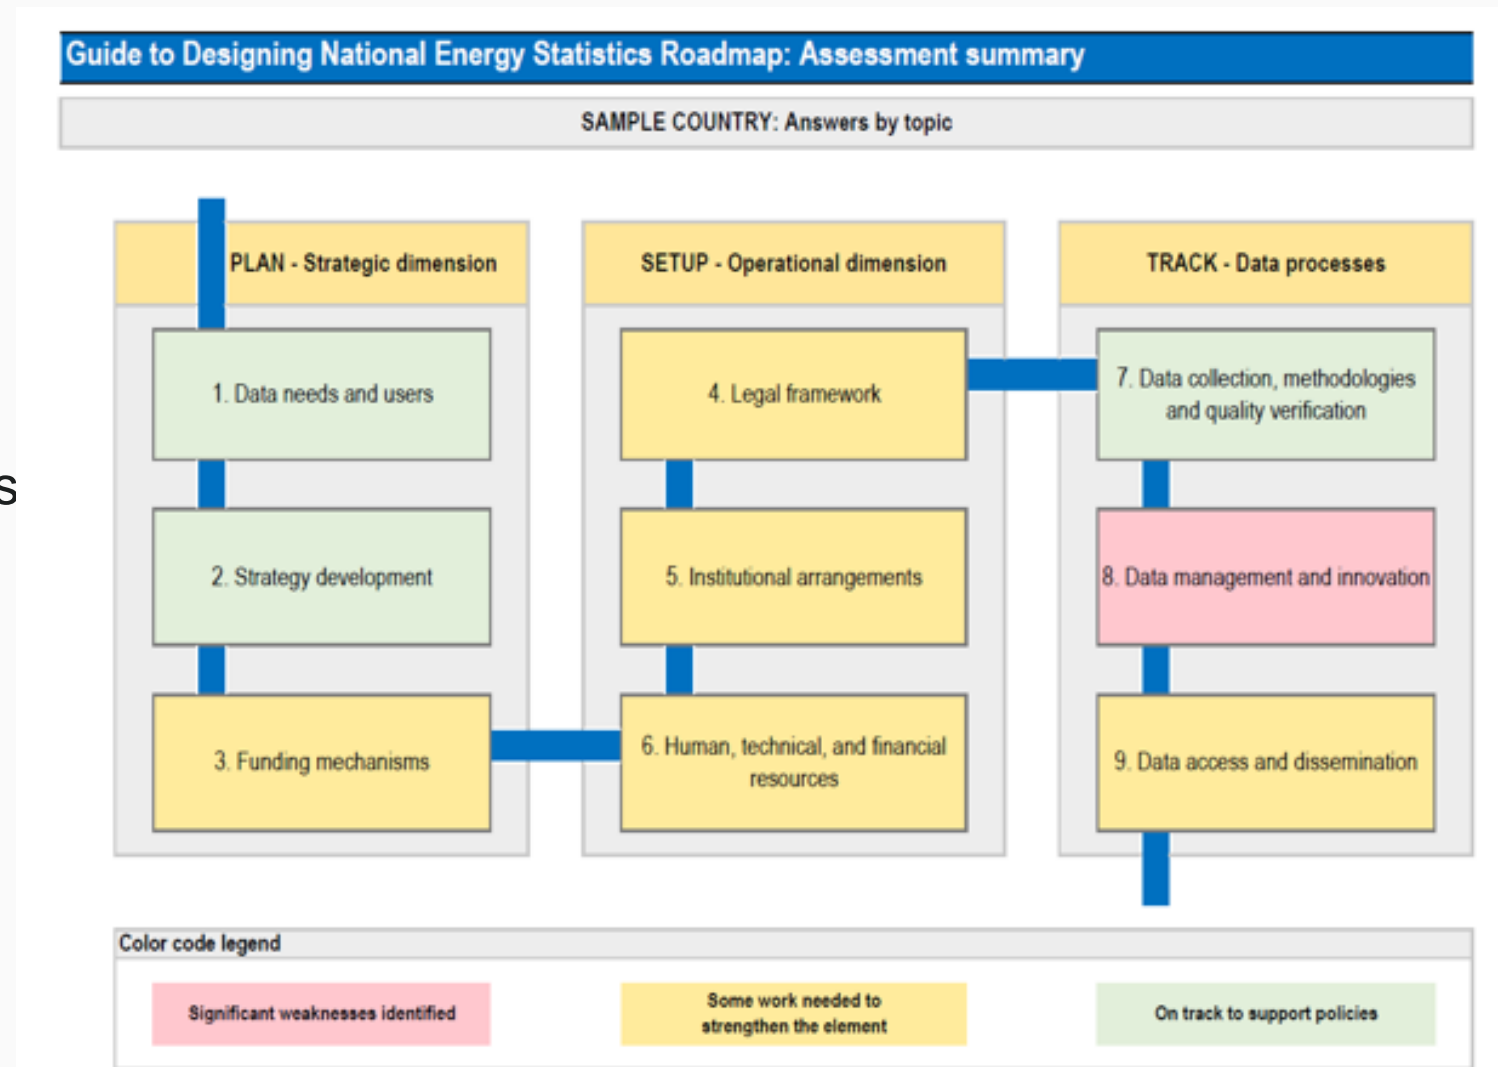 Guide to Designing National Energy Statistics Roadmap: Assessment summary
SAMPLE COUNTRY: Answers by topic
PLAN - Strategic dimension
1. Data needs and users
2. Strategy development
3. Funding mechanisms
SETUP - Operational dimension
4. Legal framework
5. Institutional arrangements
6. Human, technical, and financial
resources
TRACK - Data processes
7. Data collection, methodologies
and quality verification
8. Data management and innovation
9. Data access and dissemination
s
Color code legend
Significant weaknesses identified
Some work needed to
strengthen the element
On track to support policies